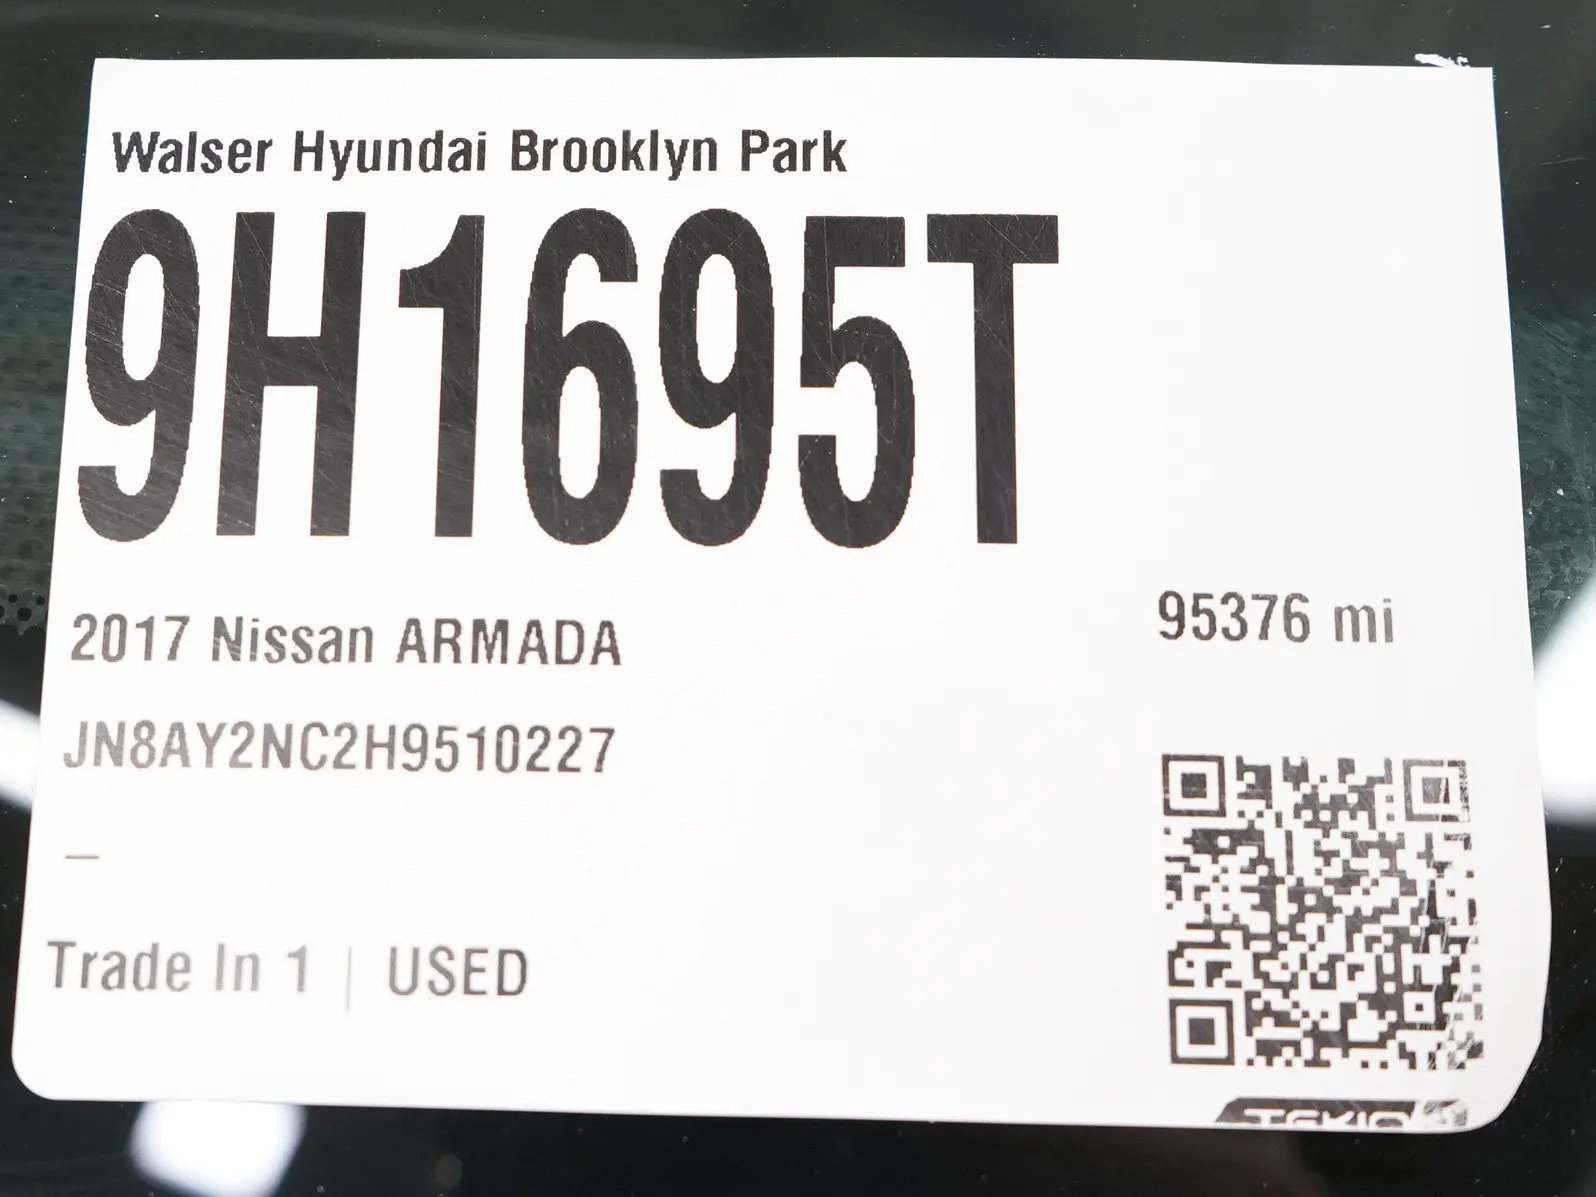 Walser Hyundai Brooklyn Park
9H1695T
2017 Nissan ARMADA
95376 mi
JN8AY2NC2H9510227
–
Trade In 1 | USED